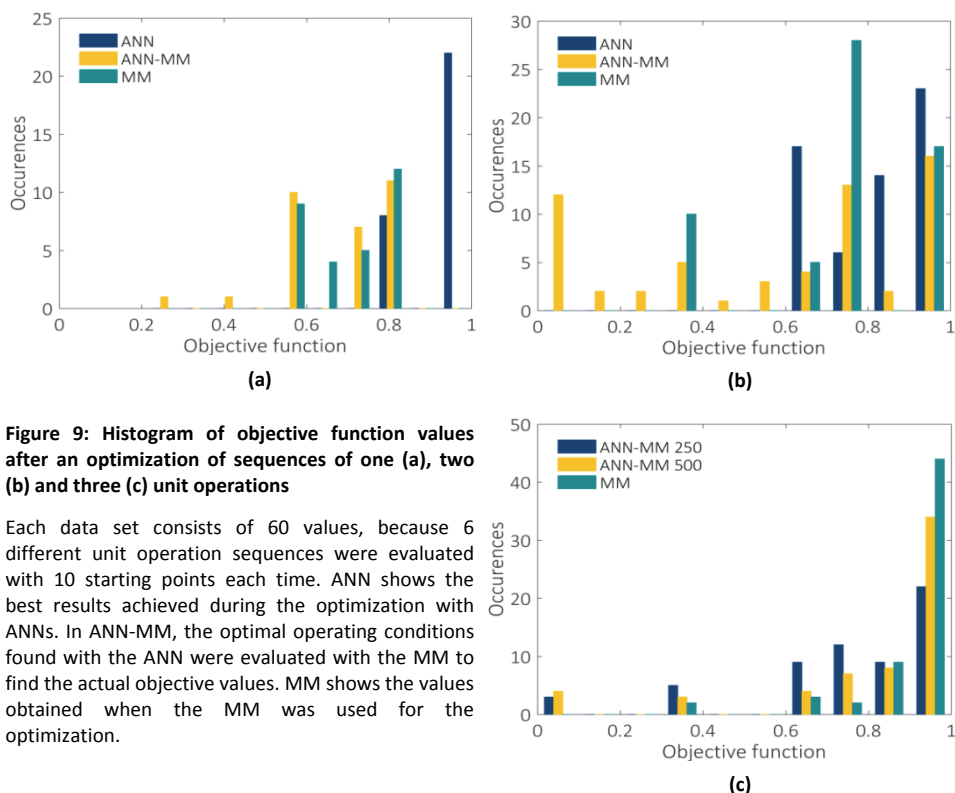 25
20
15
10
5
0
Occurences
ANN
ANN-MM
MM
0 0.2 0.4 0.6 0.8 1
Objective function
(a)
30
25
20
15
10
5
0
Occurences
ANN
ANN-MM
MM
0 0.2 0.4 0.6 0.8 1
Objective function
(b)
Figure 9: Histogram of objective function values
after an optimization of sequences of one (a), two
(b) and three (c) unit operations
Each data set consists of 60 values, because 6
different unit operation sequences were evaluated
with 10 starting points each time. ANN shows the
best results achieved during the optimization with
ANNs. In ANN-MM, the optimal operating conditions
found with the ANN were evaluated with the MM to
find the actual objective values. MM shows the values
obtained when the MM was used for the
optimization.
50
40
30
20
10
0
Occurences
ANN-MM 250
ANN-MM 500
MM
0 0.2 0.4 0.6 0.8 1
Objective function
(c)